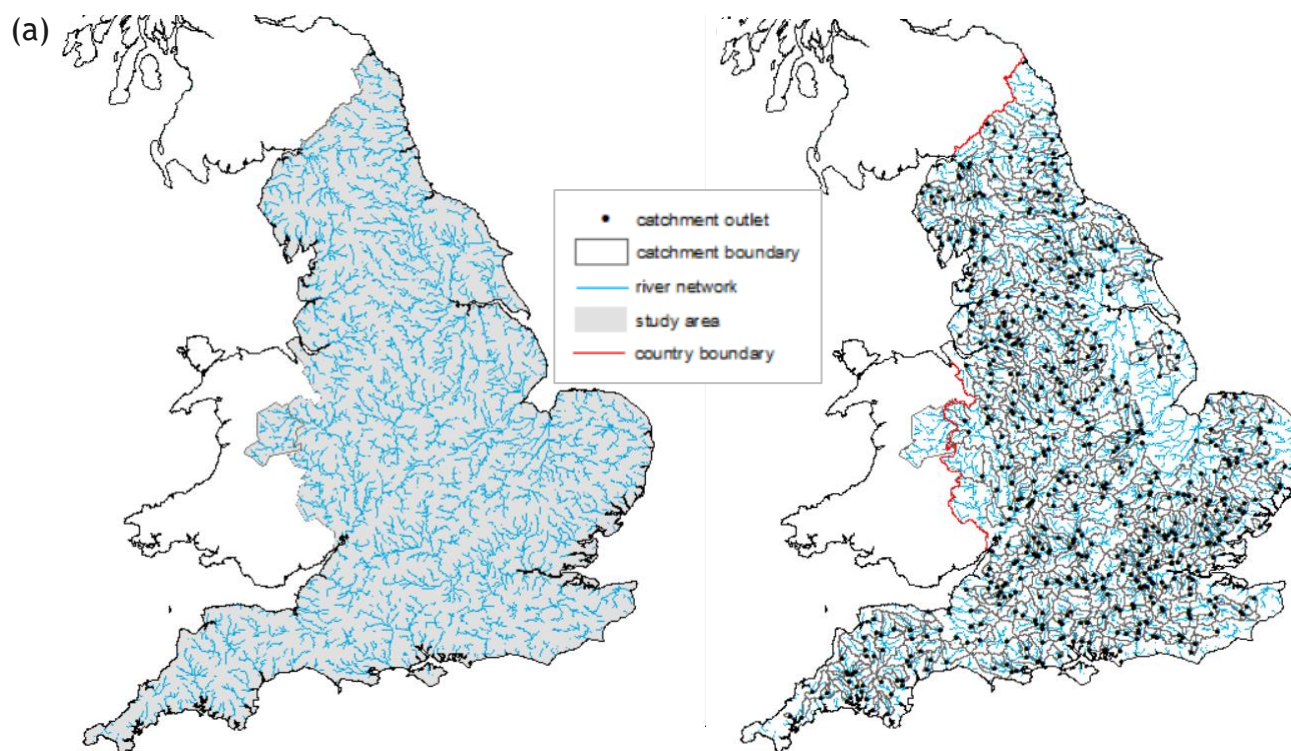 (a)
catchment outlet
catchment boundary
river network
study area
country boundary